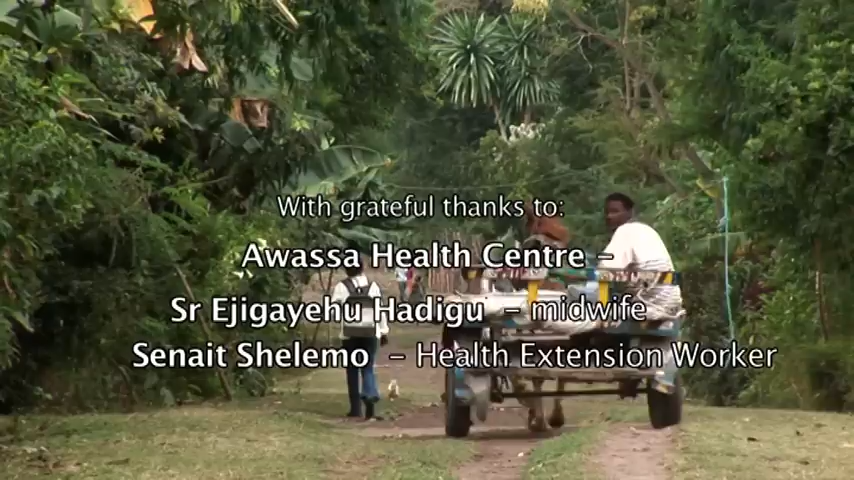 With grateful thanks to:
Awassa Health Centre –
Sr Ejigayehu Hadigu – midwife
Senait Shelemo – Health Extension Worker